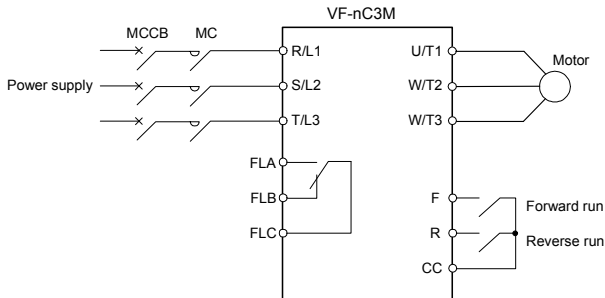 VF-nC3M
MCCB MC
R/L1 U/T1
Motor
Power supply S/L2 W/T2
T/L3 W/T3
FLA
FLB F Forward run
FLC R Reverse run
CC